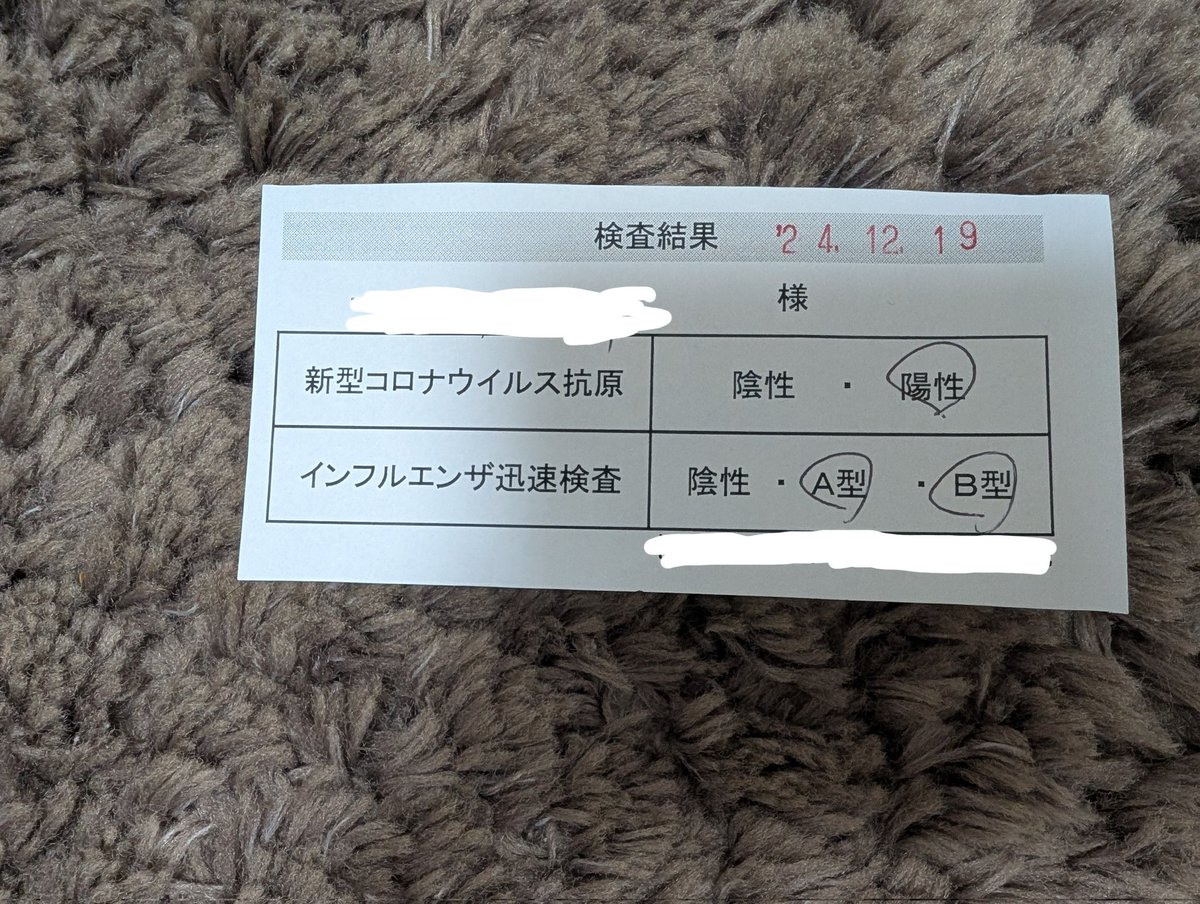 検査結果 '24.12.19
様
新型コロナウイルス抗原 陰性 ・ 陽性
インフルエンザ迅速検査 陰性 ・ A型 ・ B型